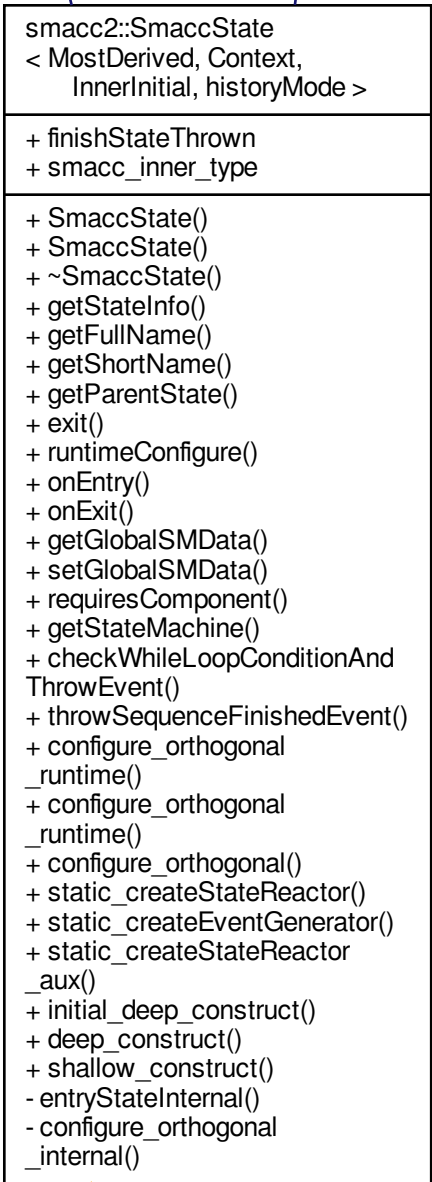 smacc2::SmaccState
< MostDerived, Context,
InnerInitial, historyMode >
+ finishStateThrown
+ smacc_inner_type
+ SmaccState()
+ SmaccState()
+ ~SmaccState()
+ getStateInfo()
+ getFullName()
+ getShortName()
+ getParentState()
+ exit()
+ runtimeConfigure()
+ onEntry()
+ onExit()
+ getGlobalSMData()
+ setGlobalSMData()
+ requiresComponent()
+ getStateMachine()
+ checkWhileLoopConditionAnd
ThrowEvent()
+ throwSequenceFinishedEvent()
+ configure_orthogonal
_runtime()
+ configure_orthogonal
_runtime()
+ configure_orthogonal()
+ static_createStateReactor()
+ static_createEventGenerator()
+ static_createStateReactor
_aux()
+ initial_deep_construct()
+ deep_construct()
+ shallow_construct()
- entryStateInternal()
- configure_orthogonal
_internal()